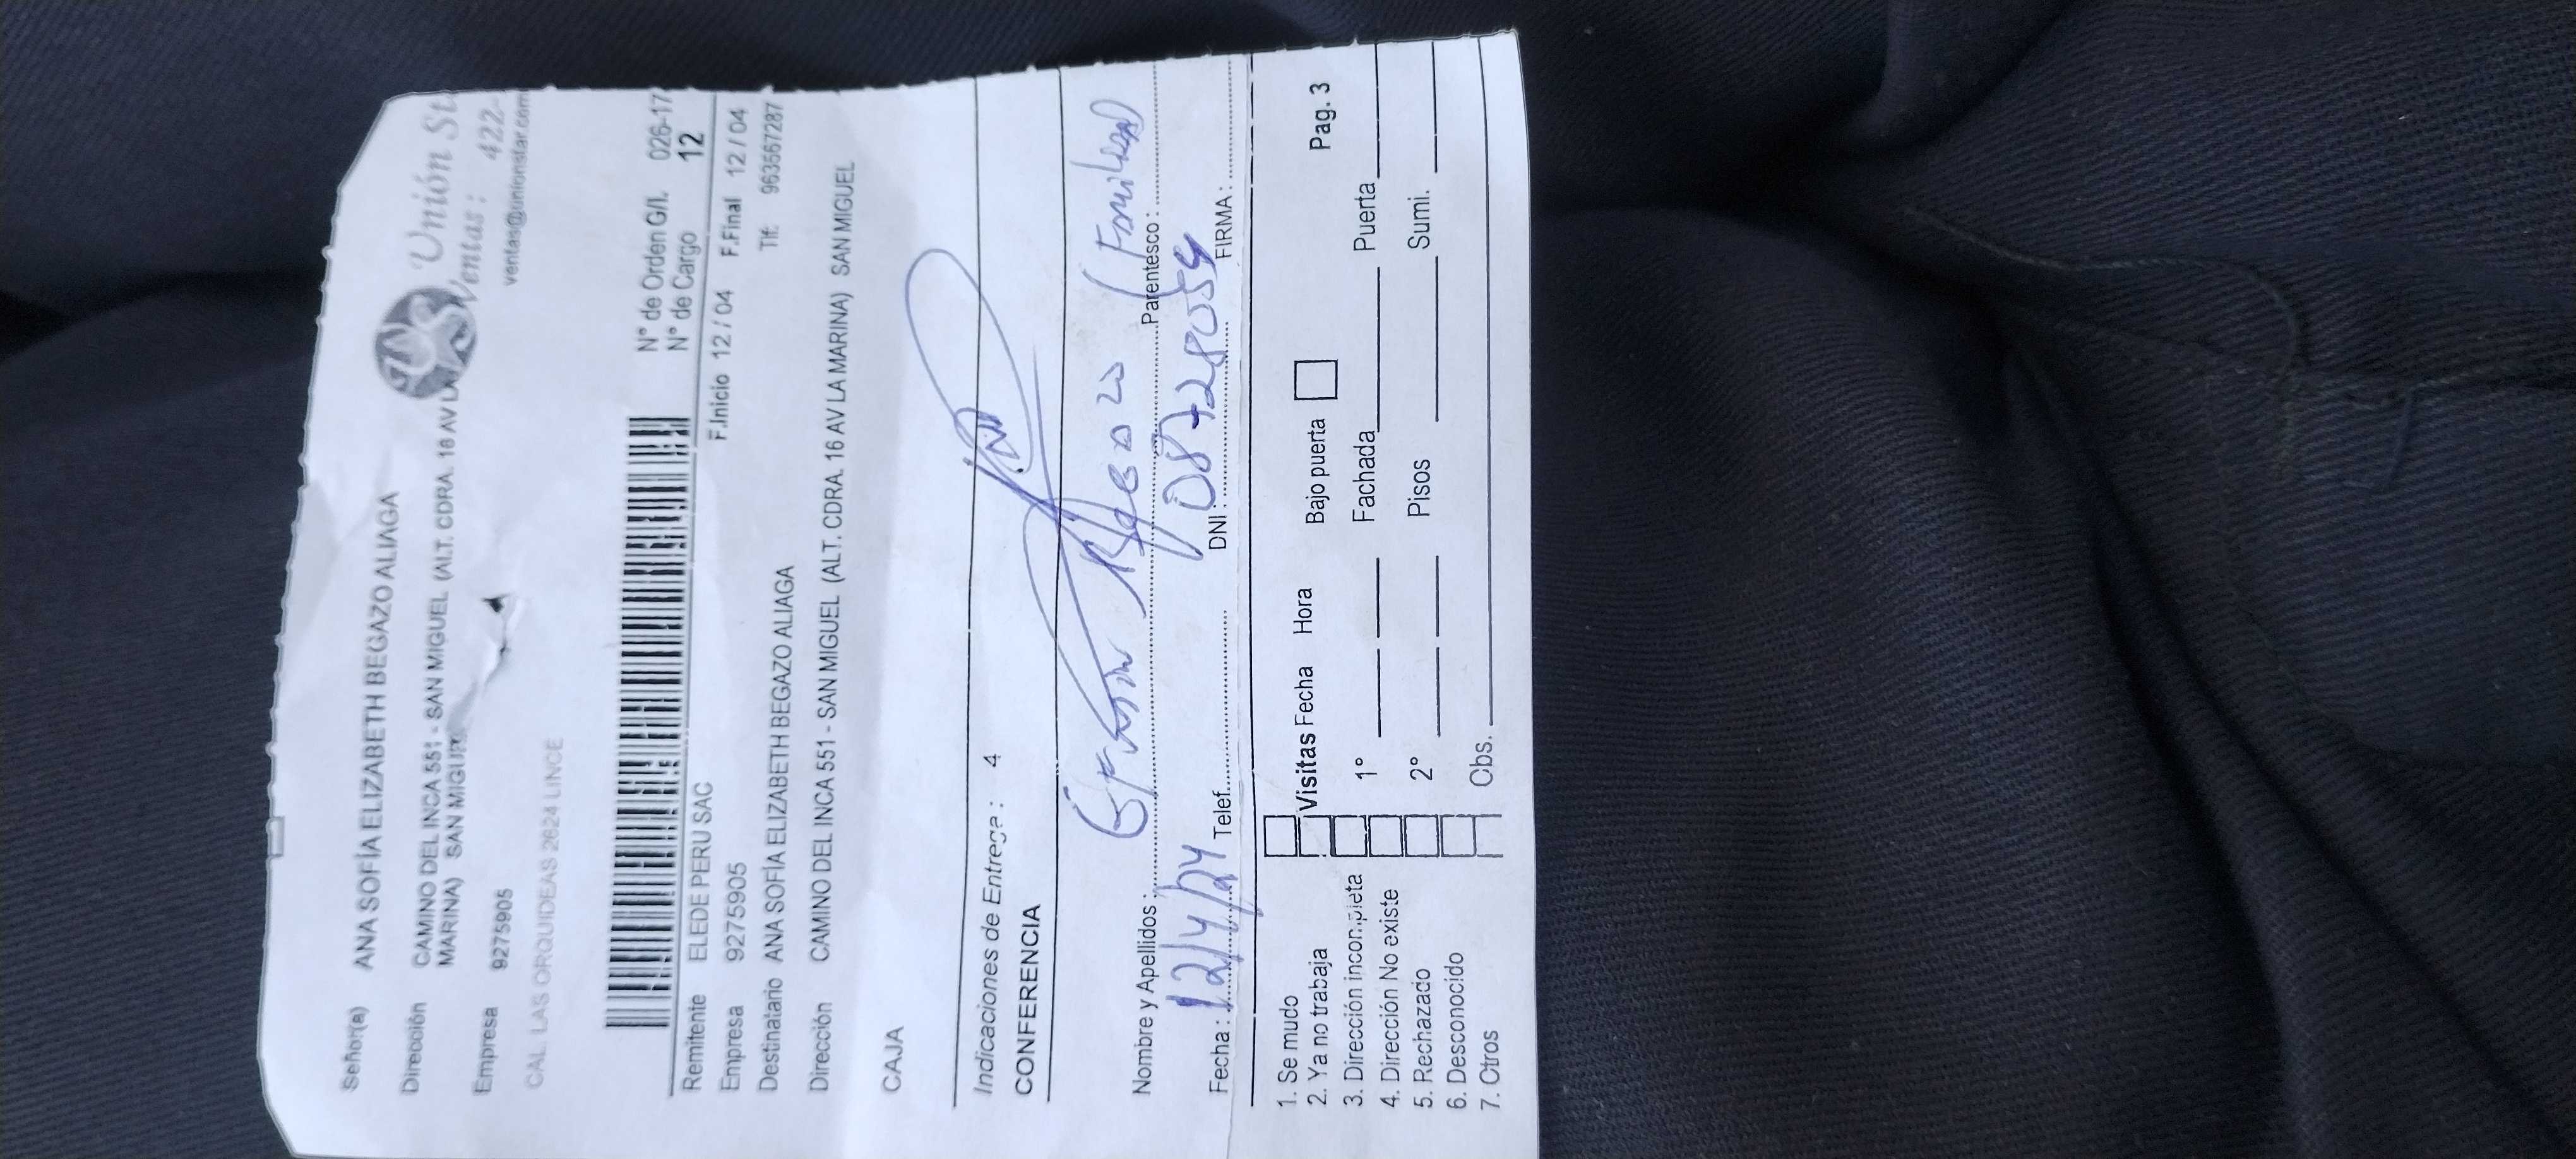 Señor(a) ANA SOFÍA ELIZABETH BEGAZO ALIAGA
Unión St
Dirección CAMINO DEL INCA 551 - SAN MIGUEL (ALT. CDRA. 16 AV LA
MARINA) SAN MIGUEL
Ventas: 422-
Empresa 9275905
ventas@unionstar.com
CAL. LAS ORQUIDEAS 2624 LINCE
N° de Orden G/I. 026-17
N° de Cargo 12
Remitente ELEDE PERU SAC
F.Inicio 12 / 04 F.Final 12 / 04
Empresa 9275905
Tlf: 963567287
Destinatario ANA SOFÍA ELIZABETH BEGAZO ALIAGA
Dirección CAMINO DEL INCA 551 - SAN MIGUEL (ALT. CDRA. 16 AV LA MARINA) SAN MIGUEL
CAJA
Indicaciones de Entrega : 4
CONFERENCIA
Begazo (Familiar)
Nombre y Apellidos : Parentesco :
12/4/24 08728059
Fecha : Telef. DNI : FIRMA :
1. Se mudo
2. Ya no trabaja Visitas Fecha Hora Bajo puerta Pag. 3
3. Dirección incompleta 1° Fachada Puerta
4. Dirección No existe
5. Rechazado 2° Pisos Sumi.
6. Desconocido
7. Otros Obs.